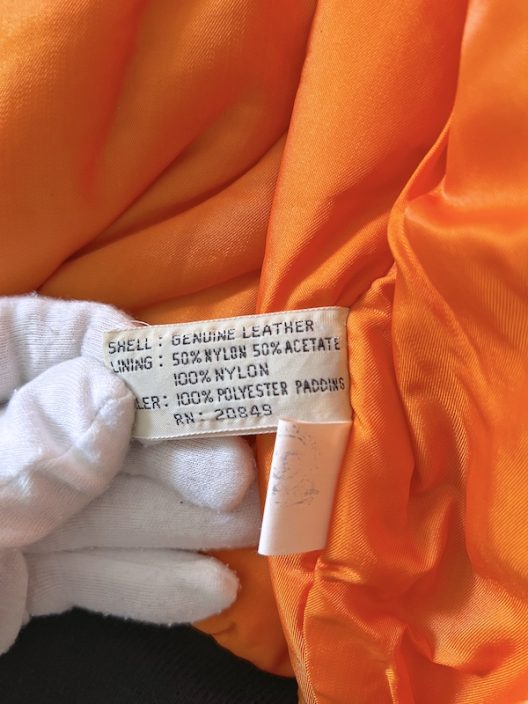 SHELL : GENUINE LEATHER
LINING : 50% NYLON 50% ACETATE
100% NYLON
LER: 100% POLYESTER PADDING
RN: 20849